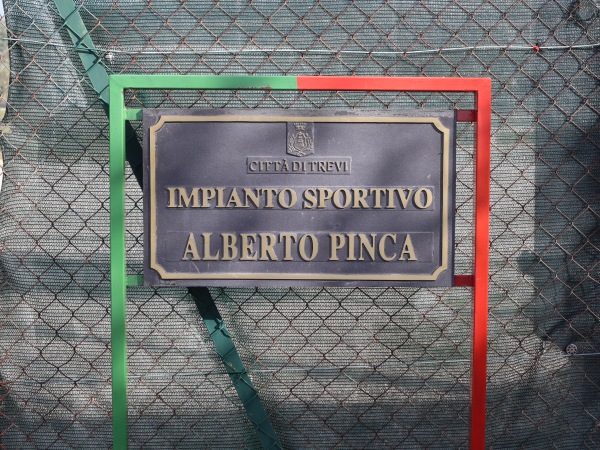 CITTÀ DI TREVI
IMPIANTO SPORTIVO
ALBERTO PINCA